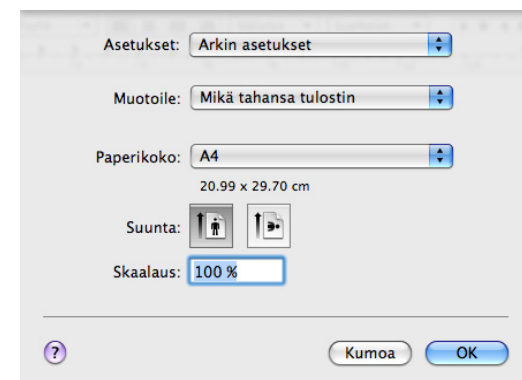 Asetukset: Arkin asetukset
Muotoile: Mikä tahansa tulostin
Paperikoko: A4
20.99 x 29.70 cm
Suunta:
Skaalaus: 100 %
? Kumoa OK